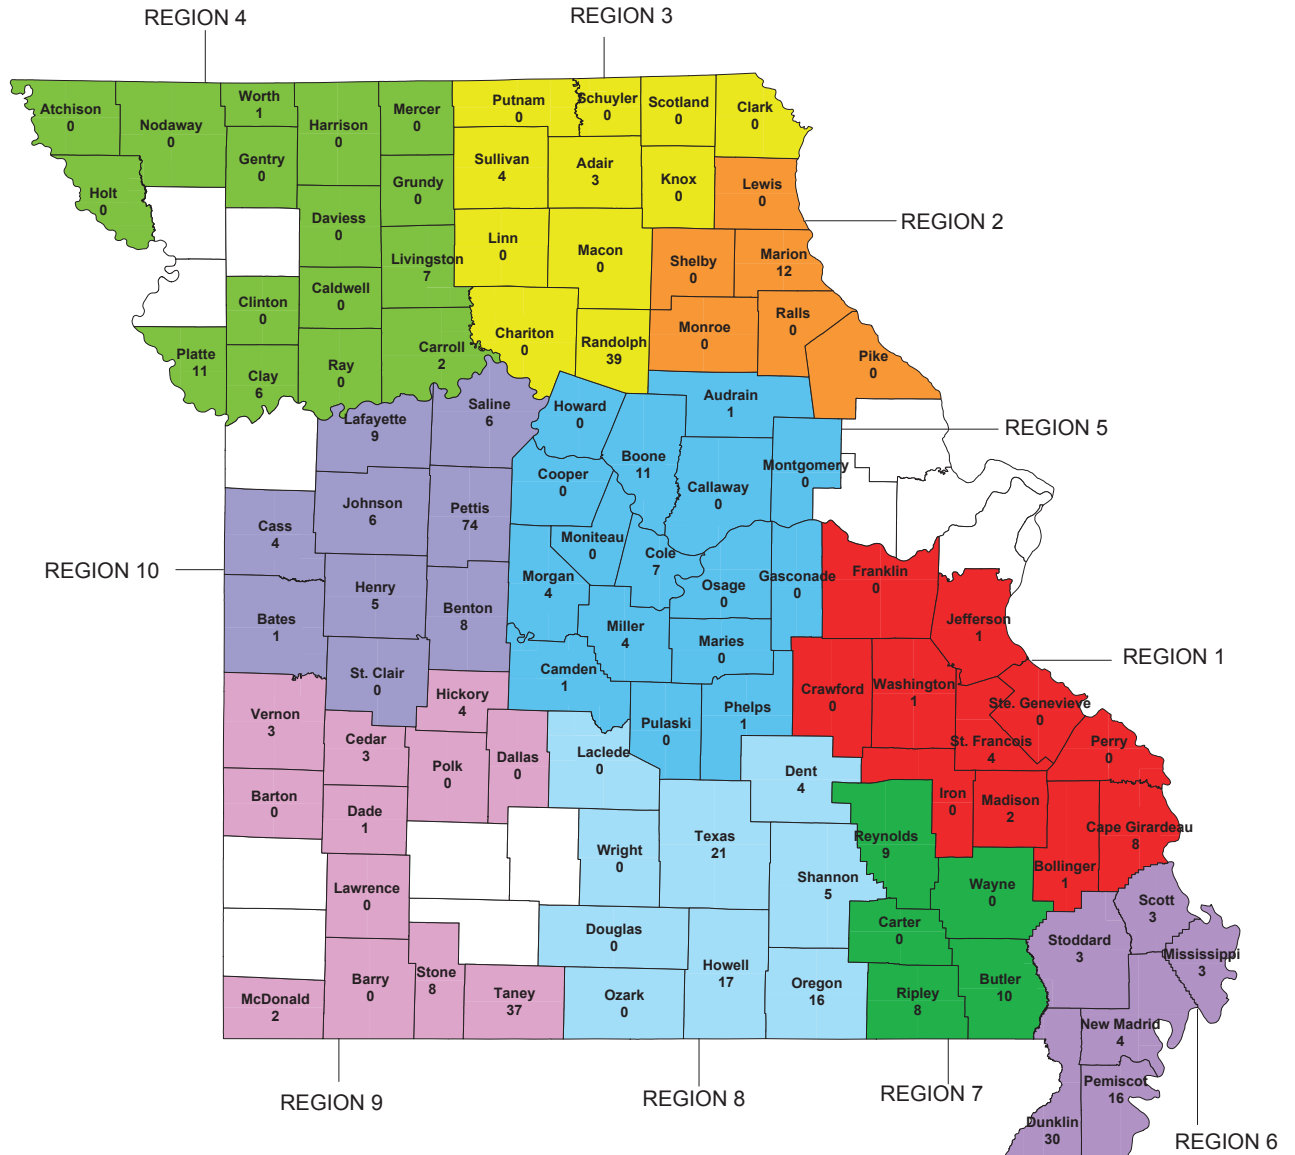 REGION 4
REGION 3
Atchison
0
Nodaway
0
Worth
1
Harrison
0
Mercer
0
Putnam
0
Schuyler
0
Scotland
0
Clark
0
Gentry
0
Grundy
0
Sullivan
4
Adair
3
Knox
0
Lewis
0
Holt
0
Daviess
0
Livingston
7
Linn
0
Macon
0
Shelby
0
Marion
12
REGION 2
Clinton
0
Caldwell
0
Chariton
0
Randolph
39
Monroe
0
Ralls
0
Pike
0
Platte
11
Clay
6
Ray
0
Carroll
2
Lafayette
9
Saline
6
Howard
0
Audrain
1
REGION 5
Boone
11
Cooper
0
Callaway
0
Montgomery
0
Johnson
6
Pettis
74
Cass
4
Moniteau
0
Cole
7
REGION 10
Henry
5
Benton
8
Morgan
4
Osage
0
Gasconade
0
Franklin
0
Bates
1
Miller
4
Maries
0
Jefferson
1
REGION 1
St. Clair
0
Camden
1
Hickory
4
Pulaski
0
Phelps
1
Crawford
0
Washington
1
Ste. Genevieve
0
Vernon
3
Cedar
3
Polk
0
Dallas
0
Laclede
0
Dent
4
St. Francois
4
Perry
0
Barton
0
Dade
1
Iron
0
Madison
2
Cape Girardeau
8
Wright
0
Texas
21
Reynolds
9
Bollinger
1
Lawrence
0
Shannon
5
Wayne
0
Scott
3
Douglas
0
Carter
0
Stoddard
3
Mississippi
3
McDonald
2
Barry
0
Stone
8
Taney
37
Ozark
0
Howell
17
Oregon
16
Ripley
8
Butler
10
New Madrid
4
Pemiscot
16
REGION 9
REGION 8
REGION 7
Dunklin
30
REGION 6